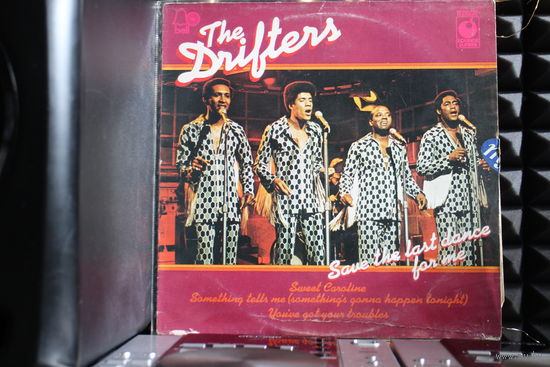 bell
The
Drifters
Save the last dance
for me
Sweet Caroline
Something tells me (something's gonna happen tonight)
You've got your troubles